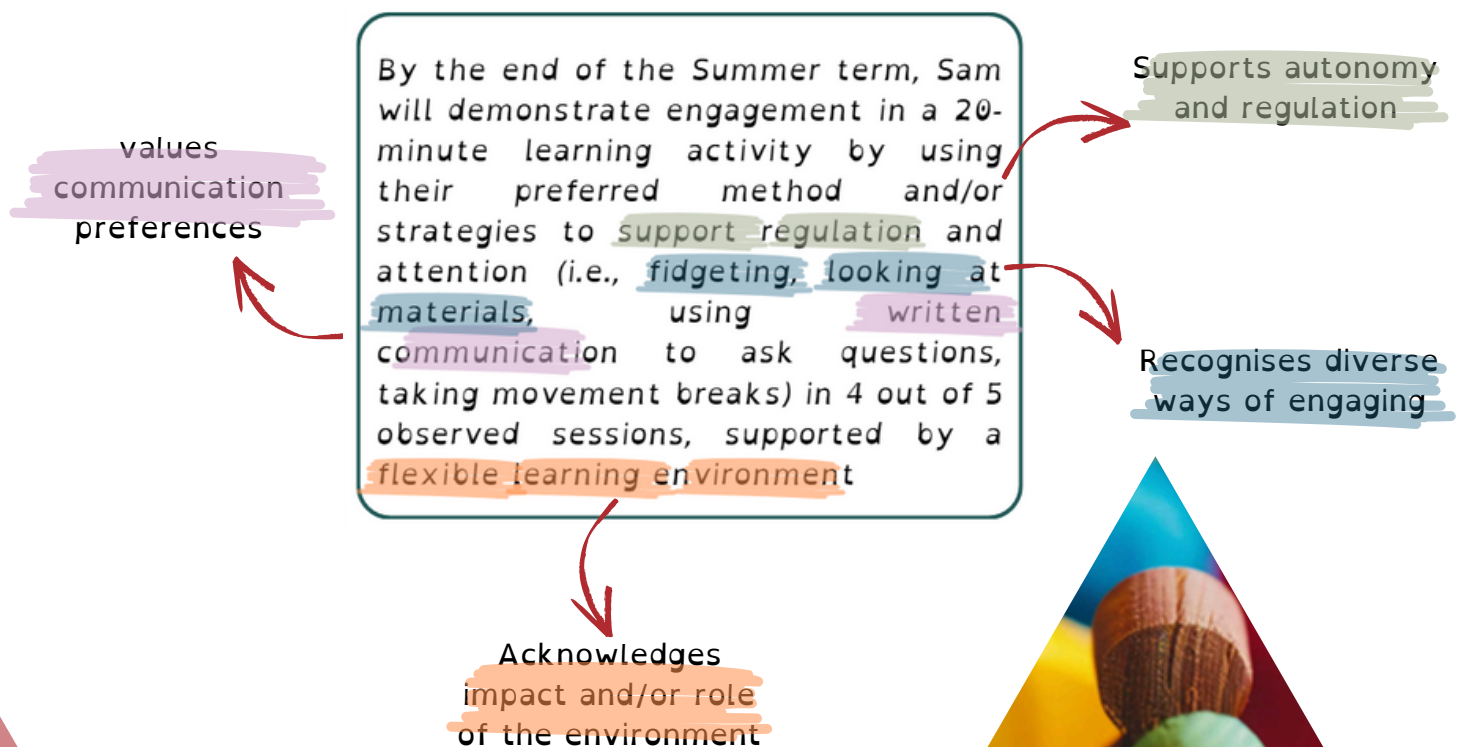 By the end of the Summer term, Sam
will demonstrate engagement in a 20-
minute learning activity by using
their preferred method and/or
strategies to support regulation and
attention (i.e., fidgeting, looking at
materials, using written
communication to ask questions,
taking movement breaks) in 4 out of 5
observed sessions, supported by a
flexible learning environment
values
communication
preferences
Supports autonomy
and regulation
Recognises diverse
ways of engaging
Acknowledges
impact and/or role
of the environment